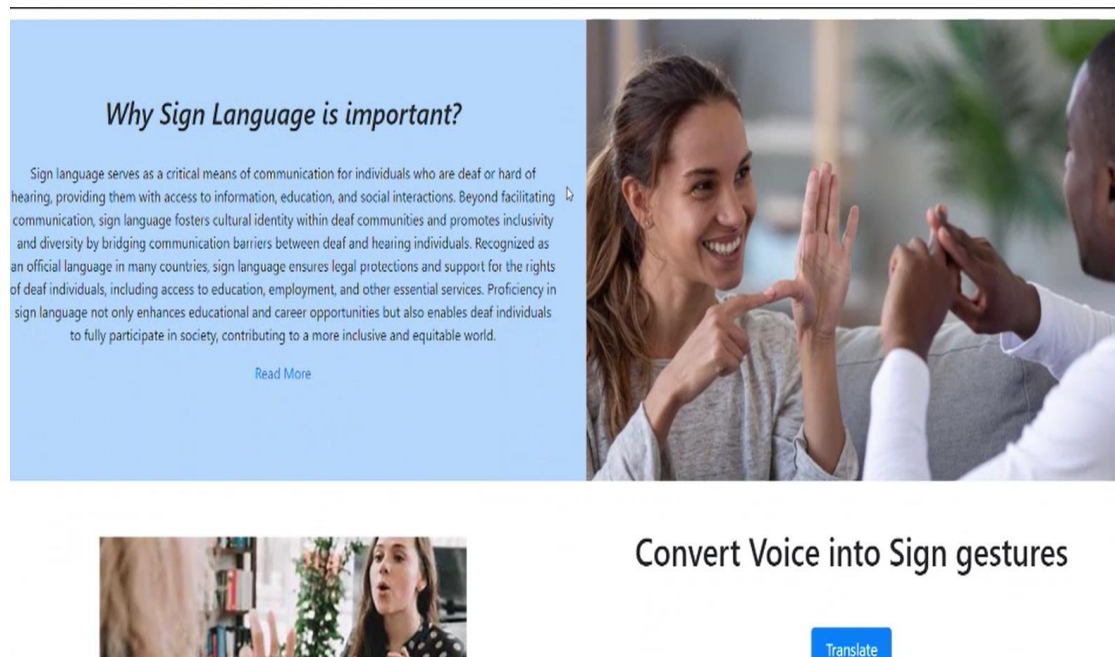 Why Sign Language is important?
Sign language serves as a critical means of communication for individuals who are deaf or hard of
hearing, providing them with access to information, education, and social interactions. Beyond facilitating
communication, sign language fosters cultural identity within deaf communities and promotes inclusivity
and diversity by bridging communication barriers between deaf and hearing individuals. Recognized as
an official language in many countries, sign language ensures legal protections and support for the rights
of deaf individuals, including access to education, employment, and other essential services. Proficiency in
sign language not only enhances educational and career opportunities but also enables deaf individuals
to fully participate in society, contributing to a more inclusive and equitable world.
Read More
Convert Voice into Sign gestures
Translate